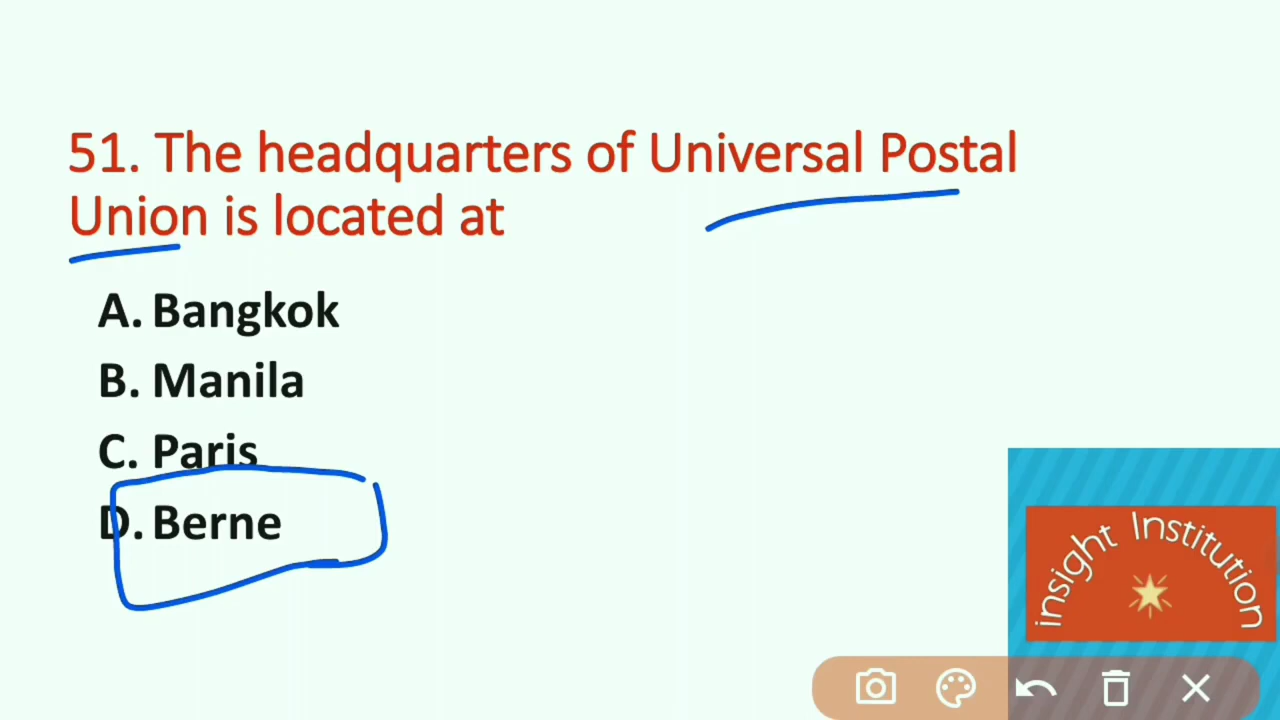 51. The headquarters of Universal Postal
Union is located at
A. Bangkok
B. Manila
C. Paris
D. Berne
insight Institution